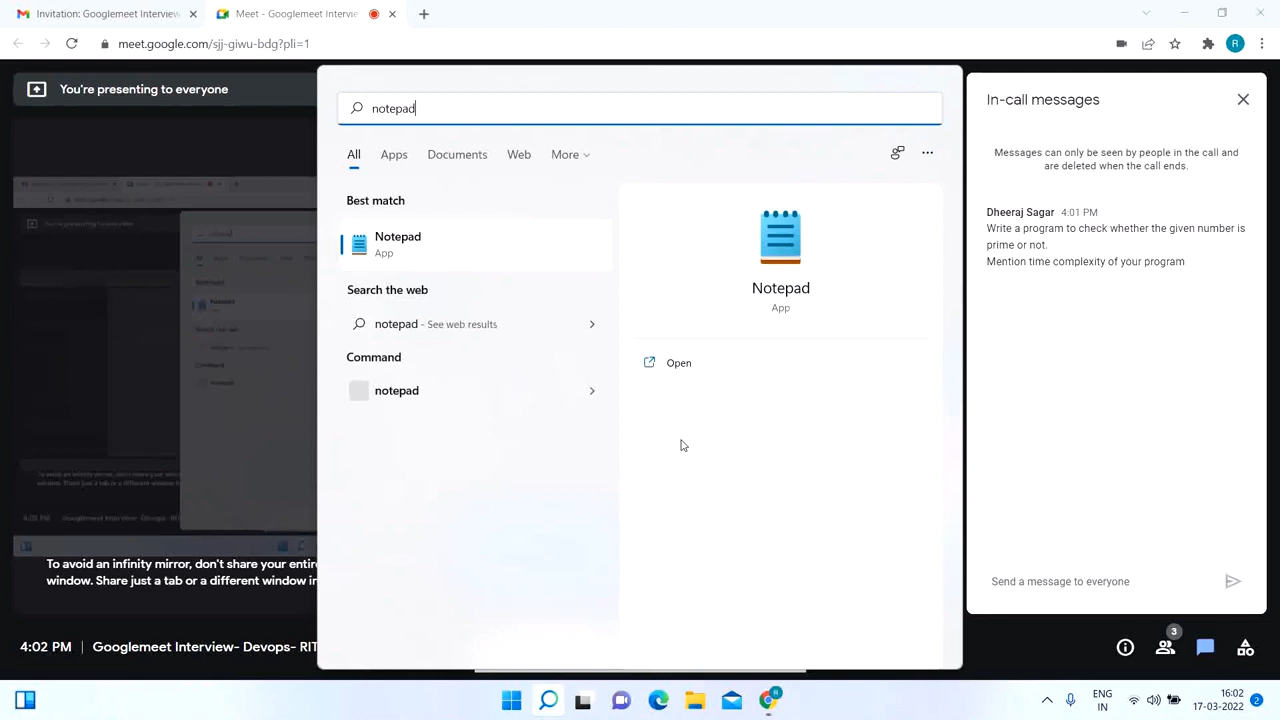 Invitation: Googlemeet Interview
Meet - Googlemeet Intervie
meet.google.com/sjj-giwu-bdg?pli=1
R
You're presenting to everyone
notepad
All
Apps
Documents
Web
More
Best match
Notepad
App
Search the web
notepad - See web results
Command
notepad
Notepad
App
Open
In-call messages
Messages can only be seen by people in the call and
are deleted when the call ends.
Dheeraj Sagar 4:01 PM
Write a program to check whether the given number is
prime or not.
Mention time complexity of your program
Send a message to everyone
To avoid an infinity mirror, don't share your entire
window. Share just a tab or a different window in
4:02 PM | Googlemeet Interview- Devops- RIT
3
ENG
IN
16:02
17-03-2022
2